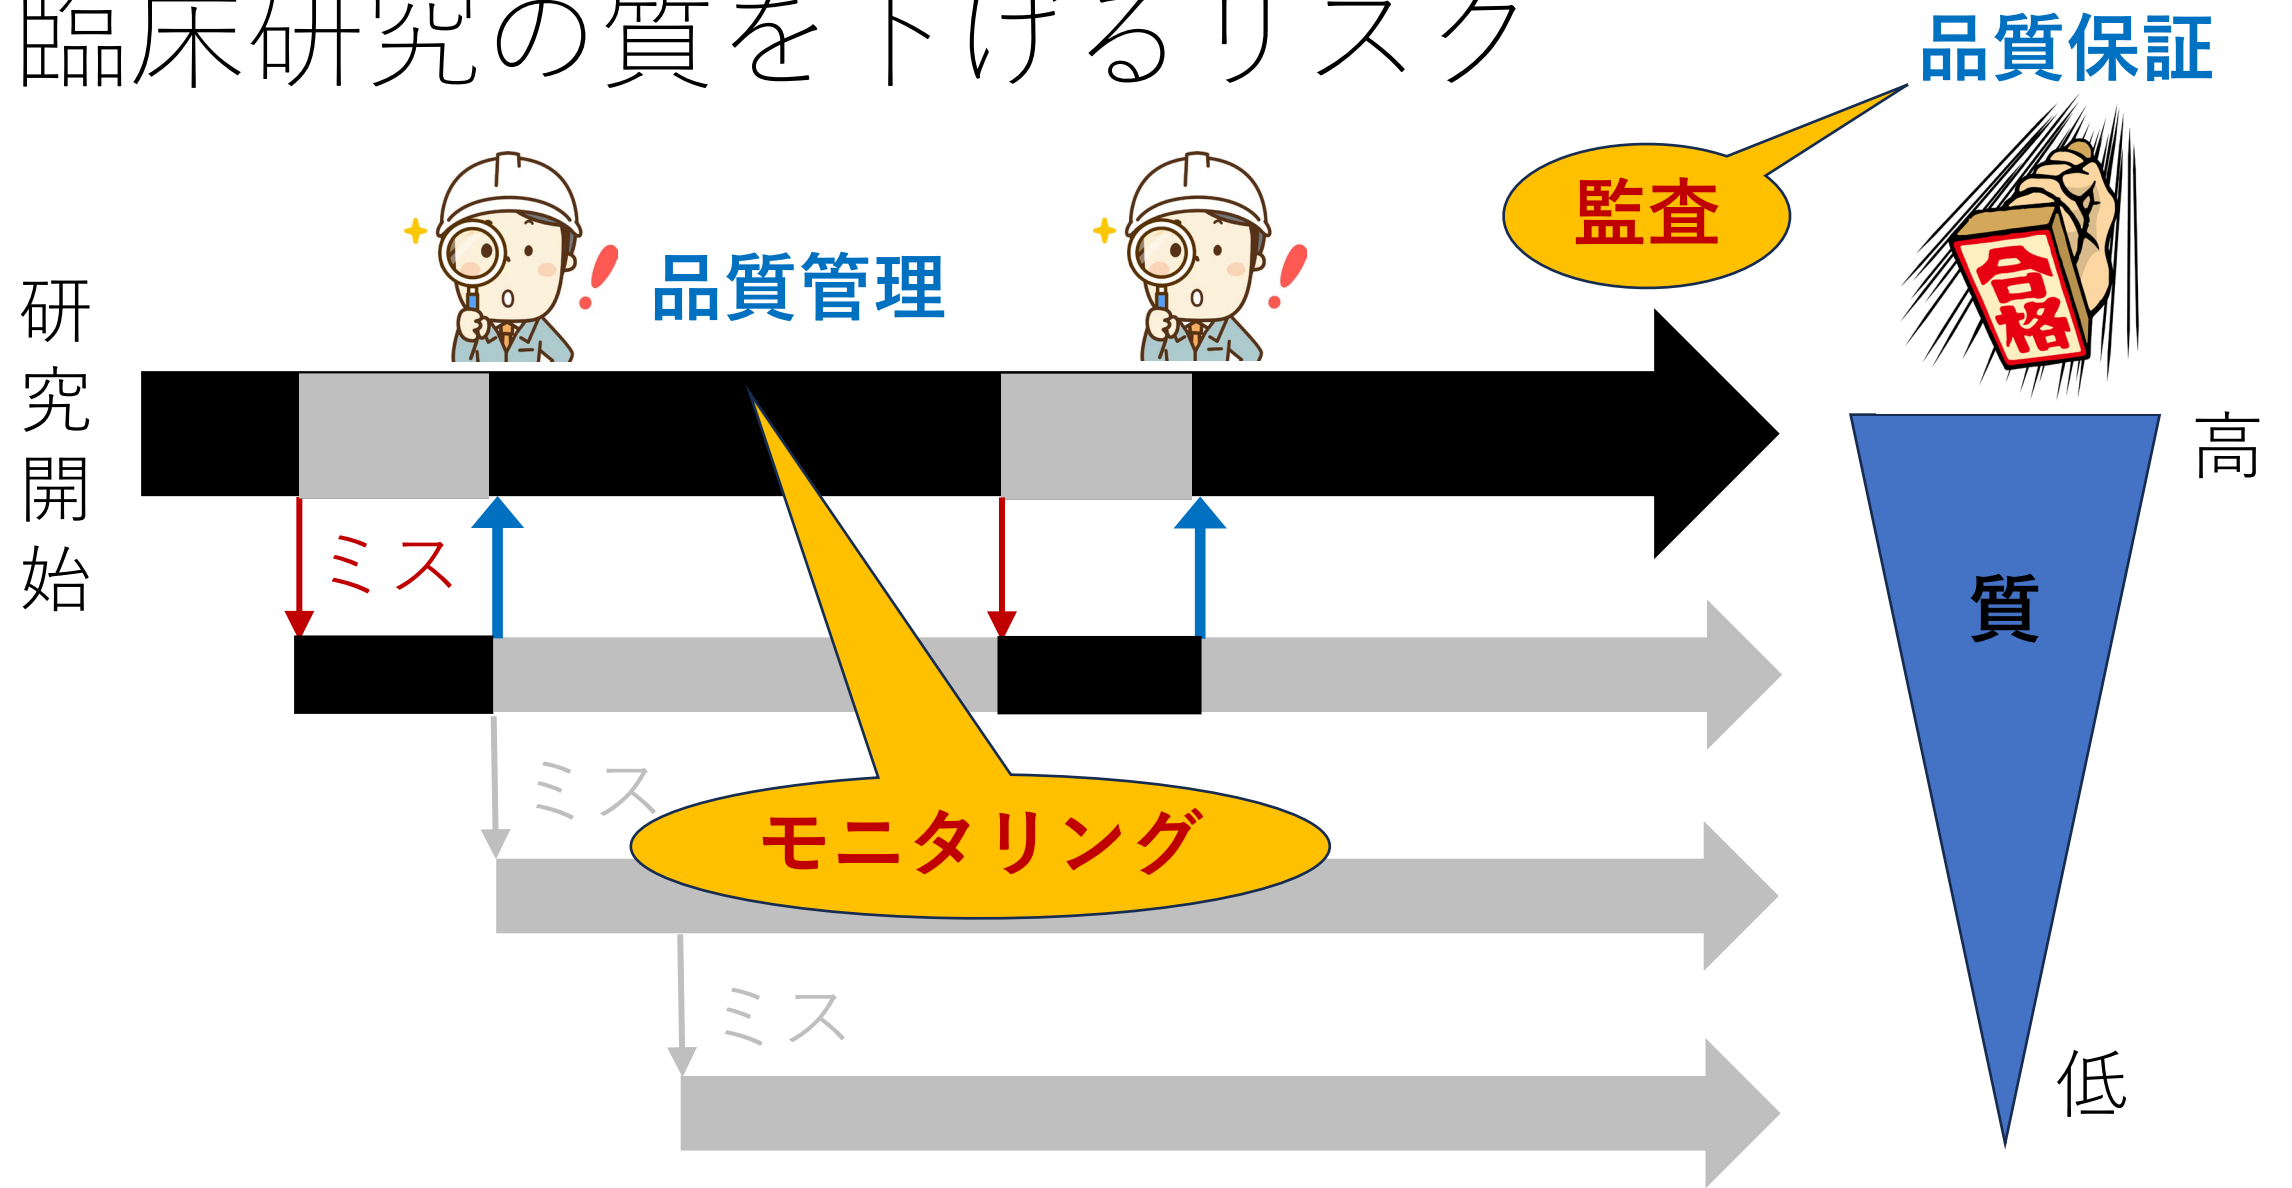 臨床研究の質を下げるリスク
品質保証
監査
合格
品質管理
研究開始
高
ミス
質
ミス
モニタリング
ミス
低